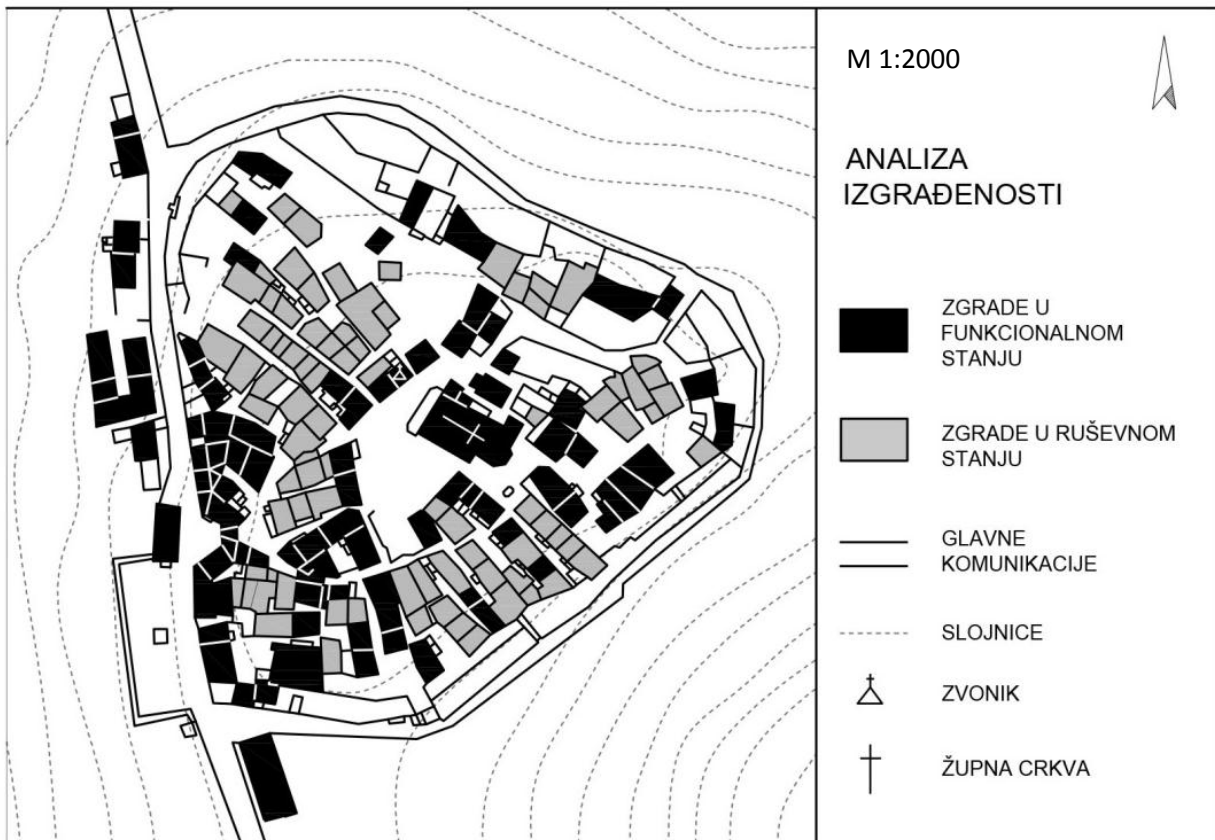 M 1:2000
ANALIZA
IZGRAĐENOSTI
ZGRADE U
FUNKCIONALNOM
STANJU
ZGRADE U RUŠEVNOM
STANJU
GLAVNE
KOMUNIKACIJE
SLOJNICE
ZVONIK
ŽUPNA CRKVA